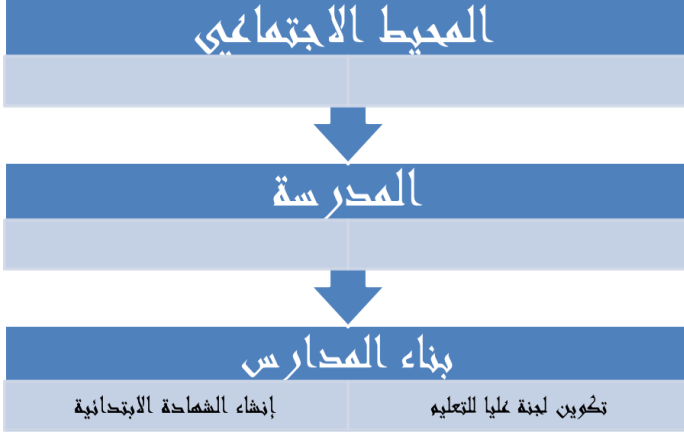 المحيط الاجتماعي
المدرسة
بناء المدارس
تكوين لجنة عليا للتعليم
إنشاء الشهادة الابتدائية